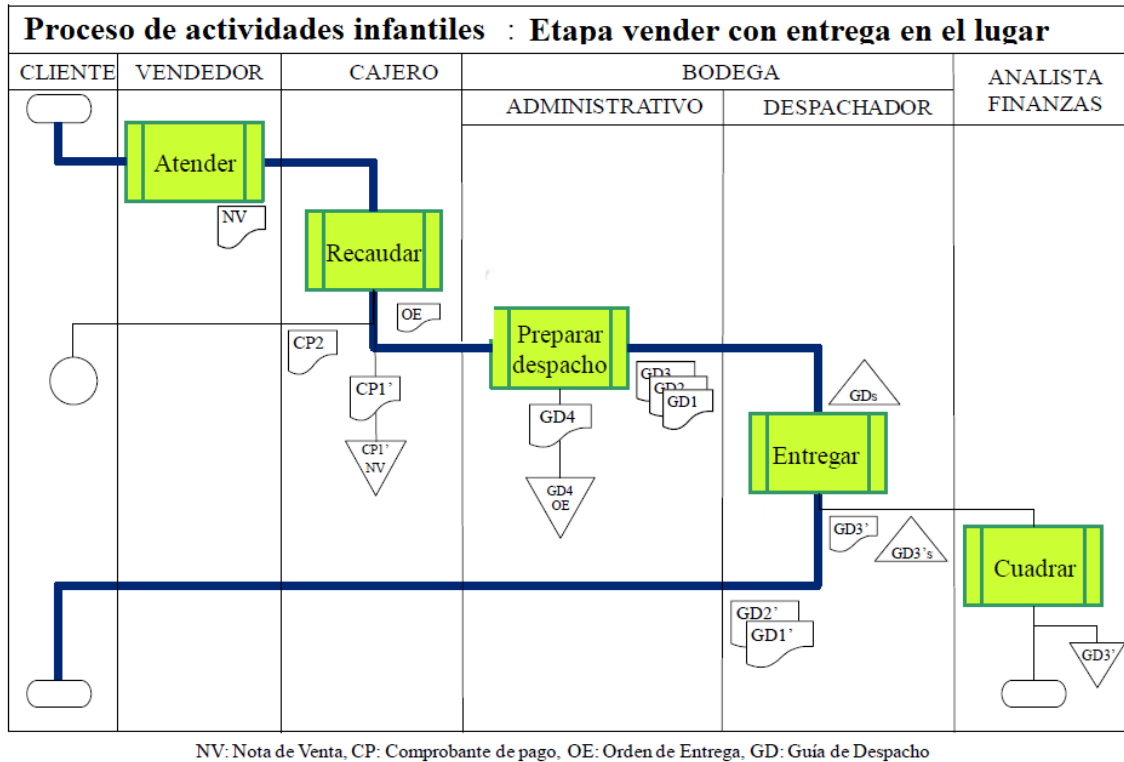 Proceso de actividades infantiles : Etapa vender con entrega en el lugar
CLIENTE
VENDEDOR
CAJERO
BODEGA
ANALISTA
FINANZAS
ADMINISTRATIVO
DESPACHADOR
Atender
NV
Recaudar
OE
CP2
CP1’
CP1’
NV
Preparar
despacho
GD3
GD2
GD1
GD4
GD4
OE
GDs
Entregar
GD3’
GD3’s
Cuadrar
GD2’
GD1’
GD3’
NV: Nota de Venta, CP: Comprobante de pago, OE: Orden de Entrega, GD: Guía de Despacho